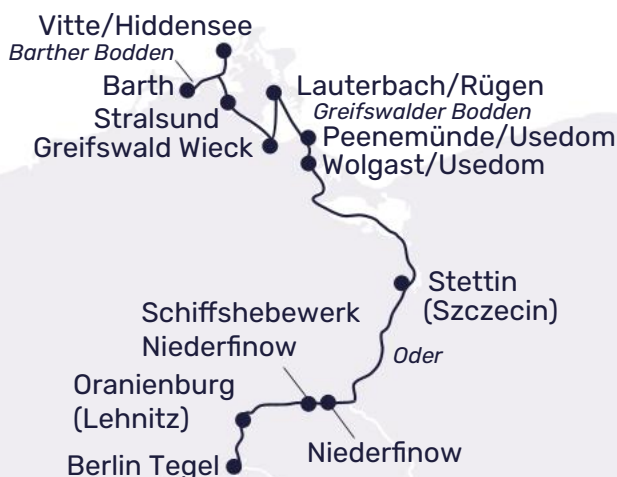 Vitte/Hiddensee
Barther Bodden
Barth
Lauterbach/Rügen
Greifswalder Bodden
Stralsund
Greifswald Wieck
Peenemünde/Usedom
Wolgast/Usedom
Stettin
(Szczecin)
Schiffshebewerk
Niederfinow
Oder
Oranienburg
(Lehnitz)
Niederfinow
Berlin Tegel